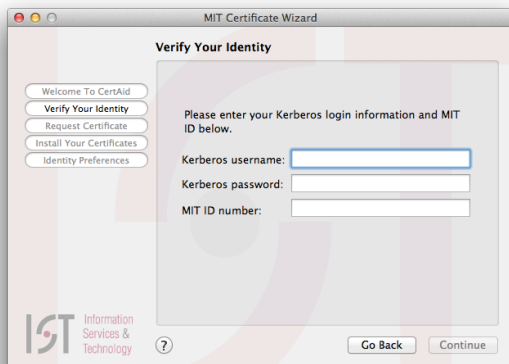 MIT Certificate Wizard
Verify Your Identity
Welcome To CertAid
Verify Your Identity
Request Certificate
Install Your Certificates
Identity Preferences
Please enter your Kerberos login information and MIT
ID below.
Kerberos username:
Kerberos password:
MIT ID number:
IST
Information
Services &
Technology
?
Go Back
Continue